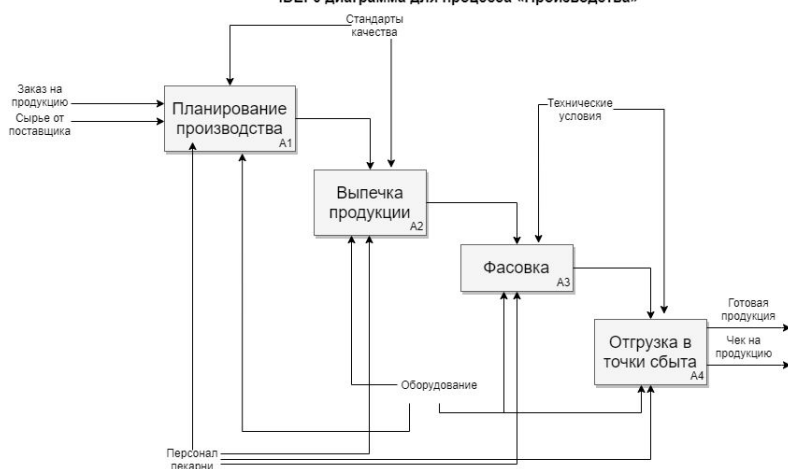 IDEF0 диаграмма для процесса «Производства»
Стандарты
качества
Заказ на
продукцию
Сырье от
поставщика
Планирование
производства
A1
Технические
условия
Выпечка
продукции
A2
Фасовка
A3
Готовая
продукция
Отгрузка в
точки сбыта
A4
Чек на
продукцию
Оборудование
Персонал
пекарни